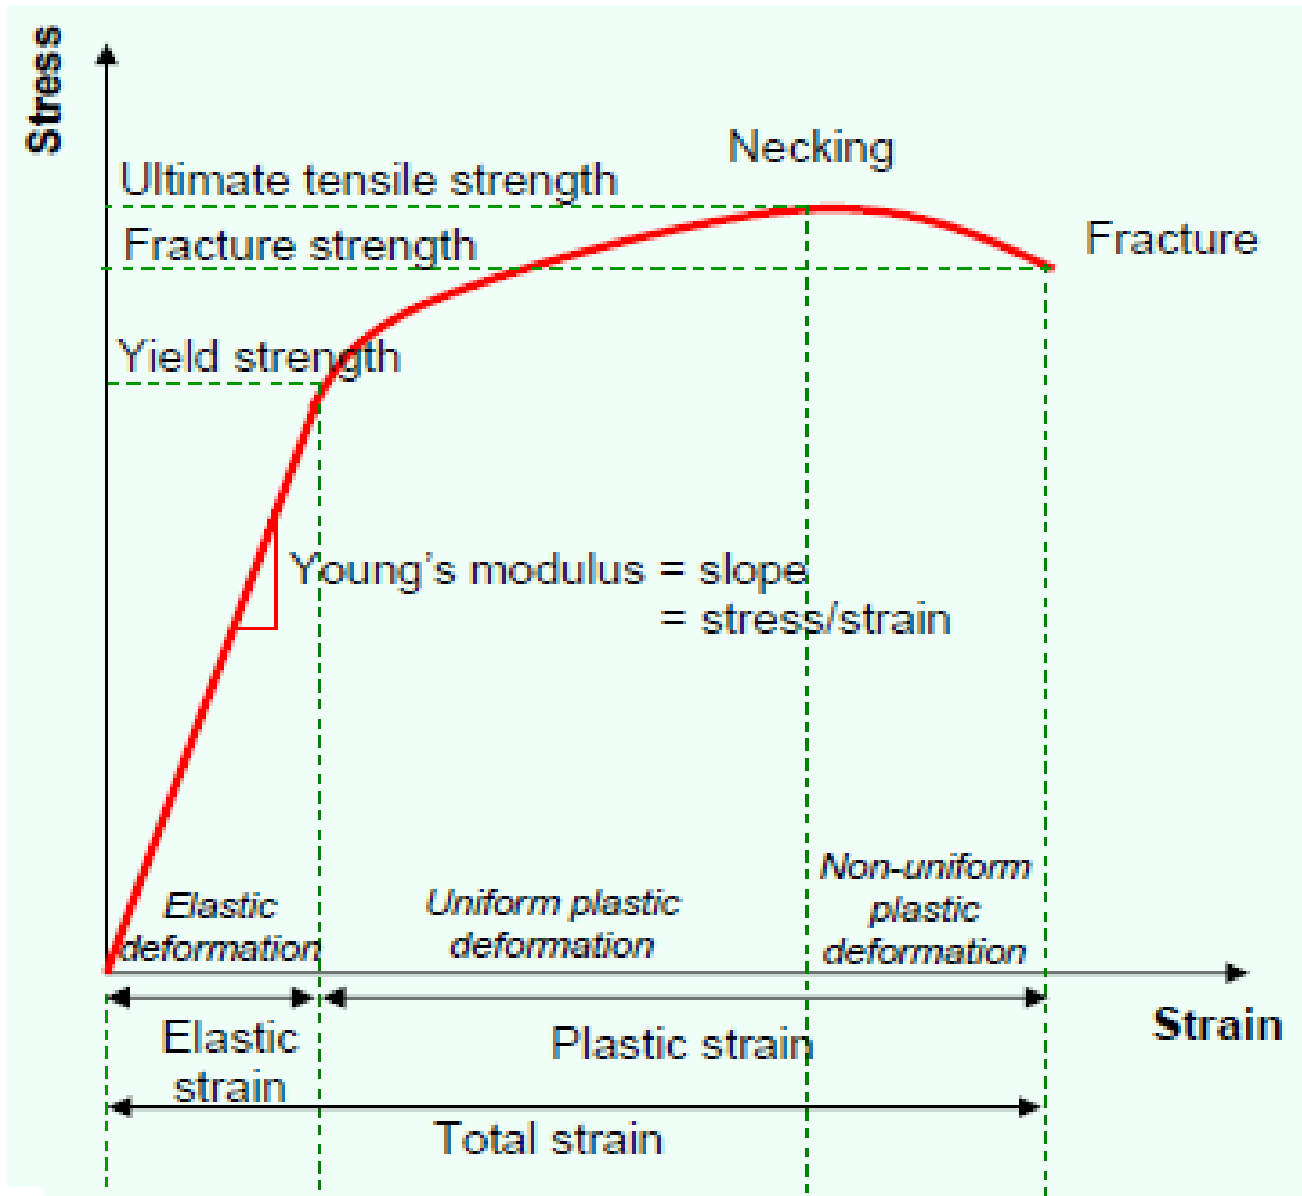 Stress
Necking
Ultimate tensile strength
Fracture strength
Fracture
Yield strength
Young's modulus = slope
= stress/strain
Elastic
deformation
Uniform plastic
deformation
Non-uniform
plastic
deformation
Strain
Elastic
strain
Plastic strain
Total strain